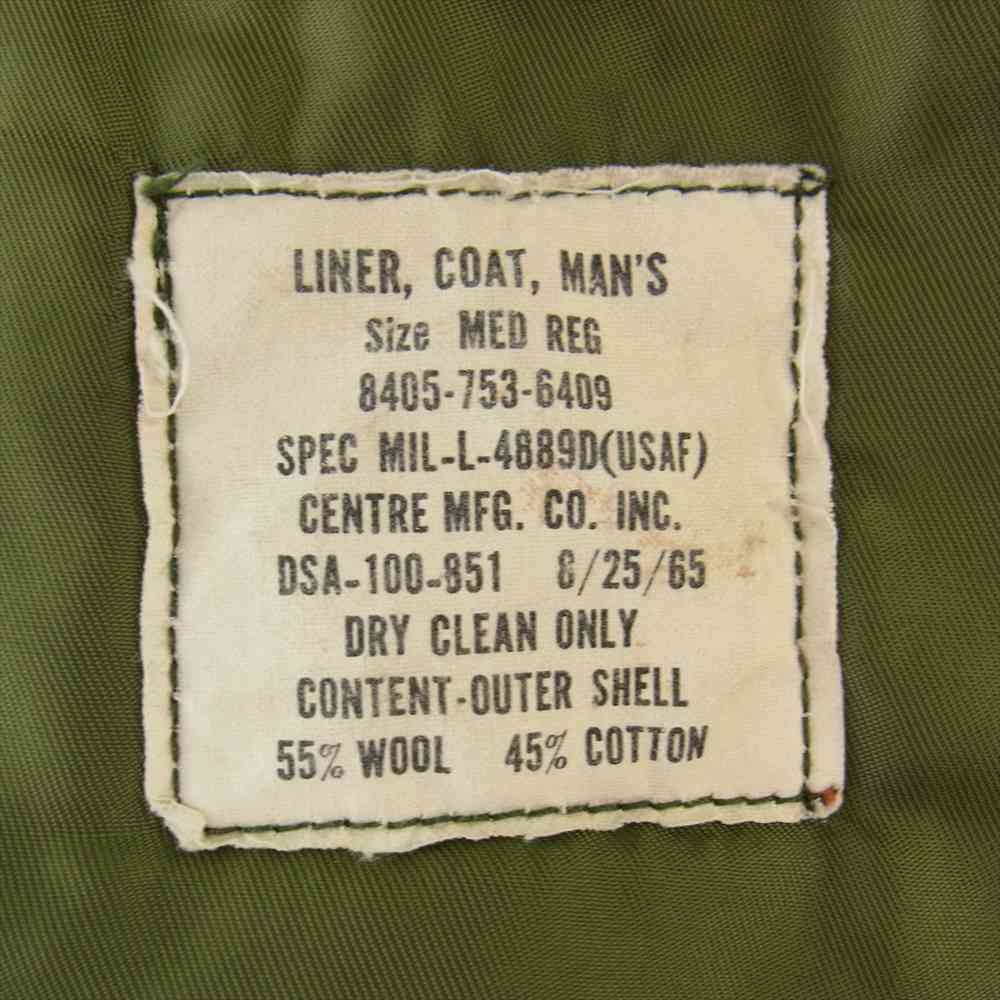 LINER, COAT, MAN'S
Size MED REG
8405-753-6409
SPEC MIL-L-4889D(USAF)
CENTRE MFG. CO. INC.
DSA-100-851 8/25/65
DRY CLEAN ONLY
CONTENT-OUTER SHELL
55% WOOL 45% COTTON